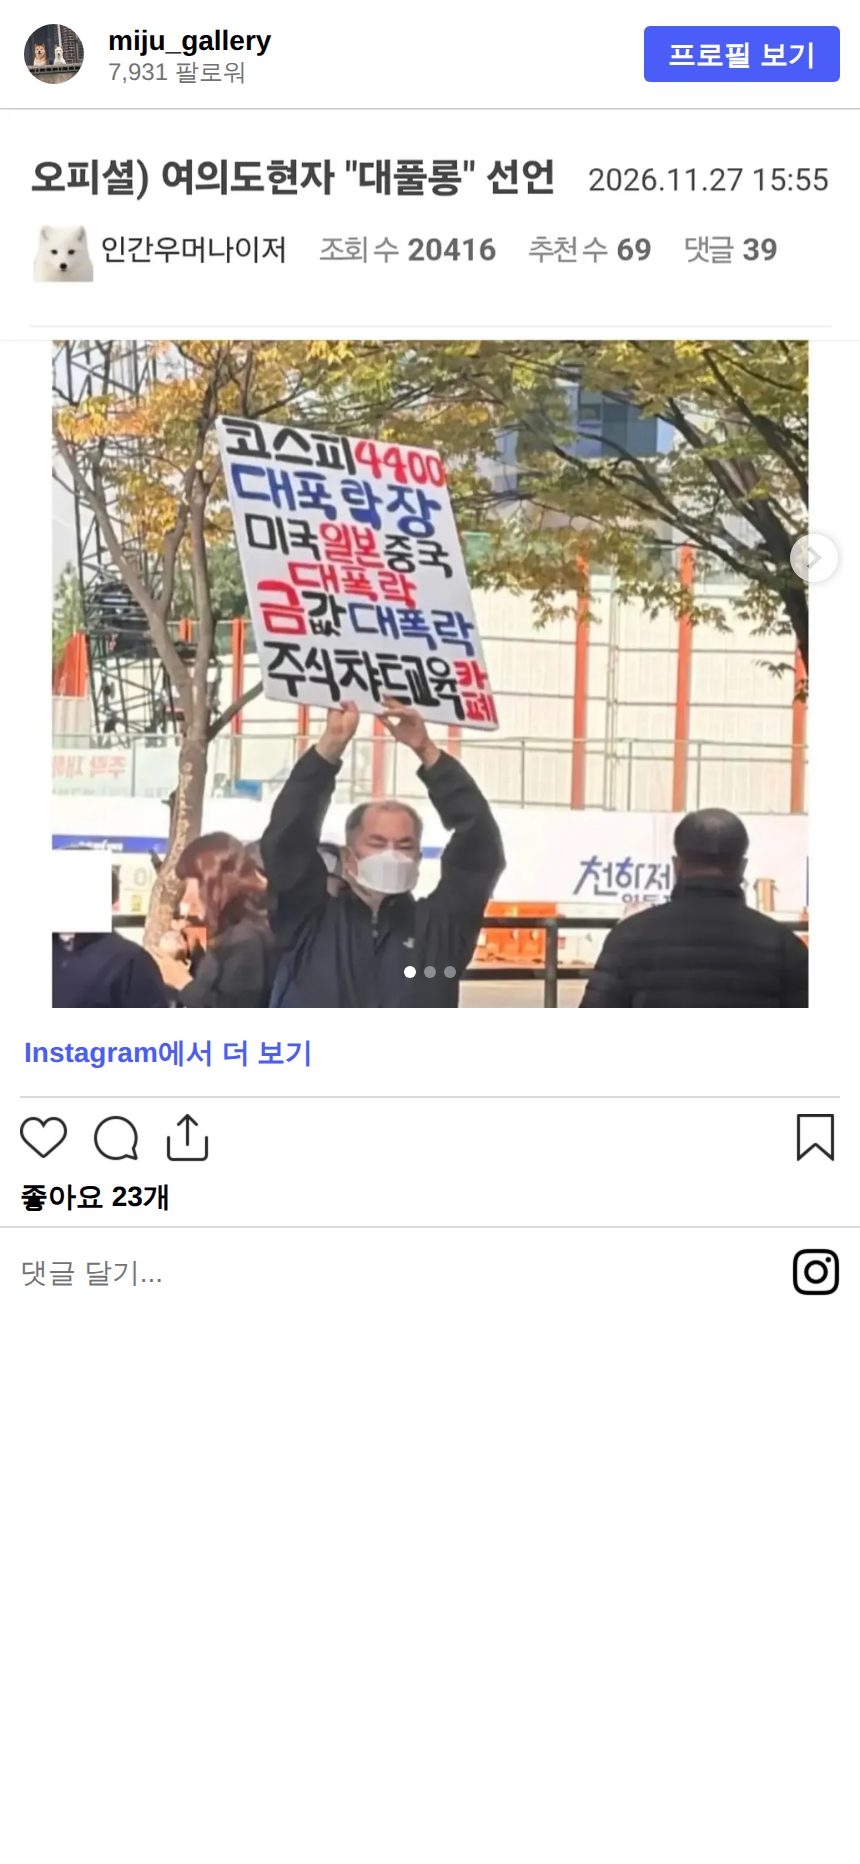 miju_gallery
7,931 팔로워
프로필 보기
오피셜) 여의도현자 "대풀롱" 선언
2026.11.27 15:55
인간우머나이저 조회 수 20416 추천 수 69 댓글 39
코스피4400
대폭락장
미국일본중국
대폭락
금값대폭락
주식차트교육카페
천하제
Instagram에서 더 보기
좋아요 23개
댓글 달기...